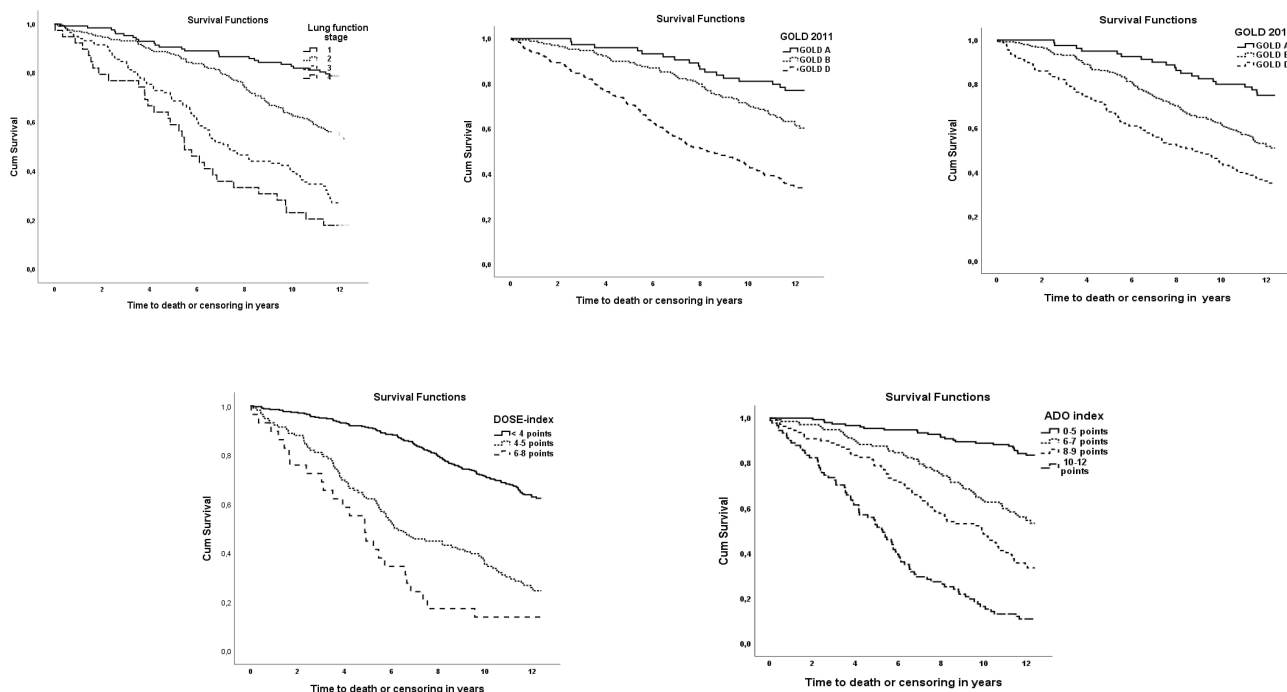 Survival Functions
Lung function
stage
1
2
3
1,0
0,8
0,6
0,4
0,2
0,0
Cum Survival
0 2 4 6 8 10 12
Time to death or censoring in years
Survival Functions
GOLD 2011
GOLD A
GOLD B
GOLD D
1,0
0,8
0,6
0,4
0,2
0,0
Cum Survival
0 2 4 6 8 10 12
Time to death or censoring in years
Survival Functions
GOLD 201
GOLD A
GOLD B
GOLD D
1,0
0,8
0,6
0,4
0,2
0,0
Cum Survival
0 2 4 6 8 10 12
Time to death or censoring in years
Survival Functions
DOSE-index
< 4 points
4-5 points
6-8 points
1,0
0,8
0,6
0,4
0,2
0,0
Cum Survival
0 2 4 6 8 10 12
Time to death or censoring in years
Survival Functions
ADO index
0-5 points
6-7 points
8-9 points
10-12
points
1,0
0,8
0,6
0,4
0,2
0,0
Cum Survival
0 2 4 6 8 10 12
Time to death or censoring in years